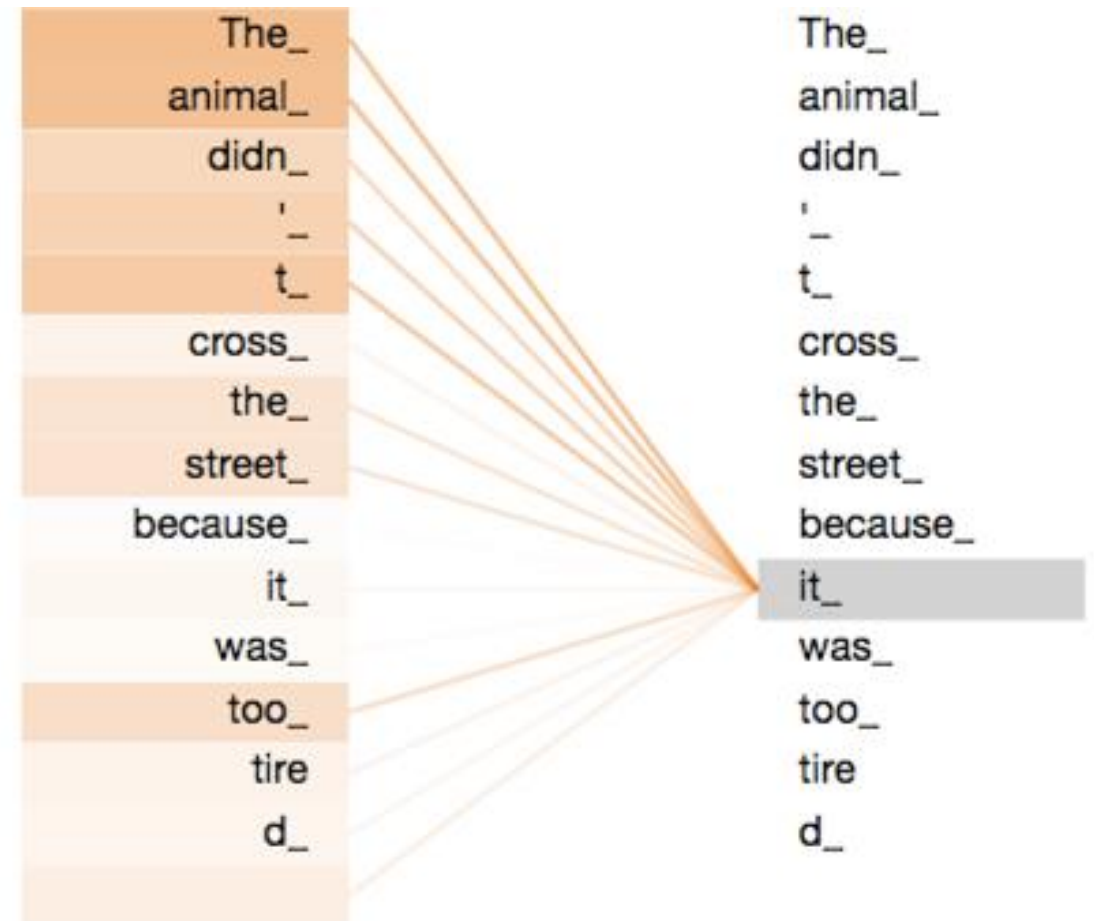 The_ The_
animal_ animal_
didn_ didn_
'_ '_
t_ t_
cross_ cross_
the_ the_
street_ street_
because_ because_
it_ it_
was_ was_
too_ too_
tire tire
d_ d_